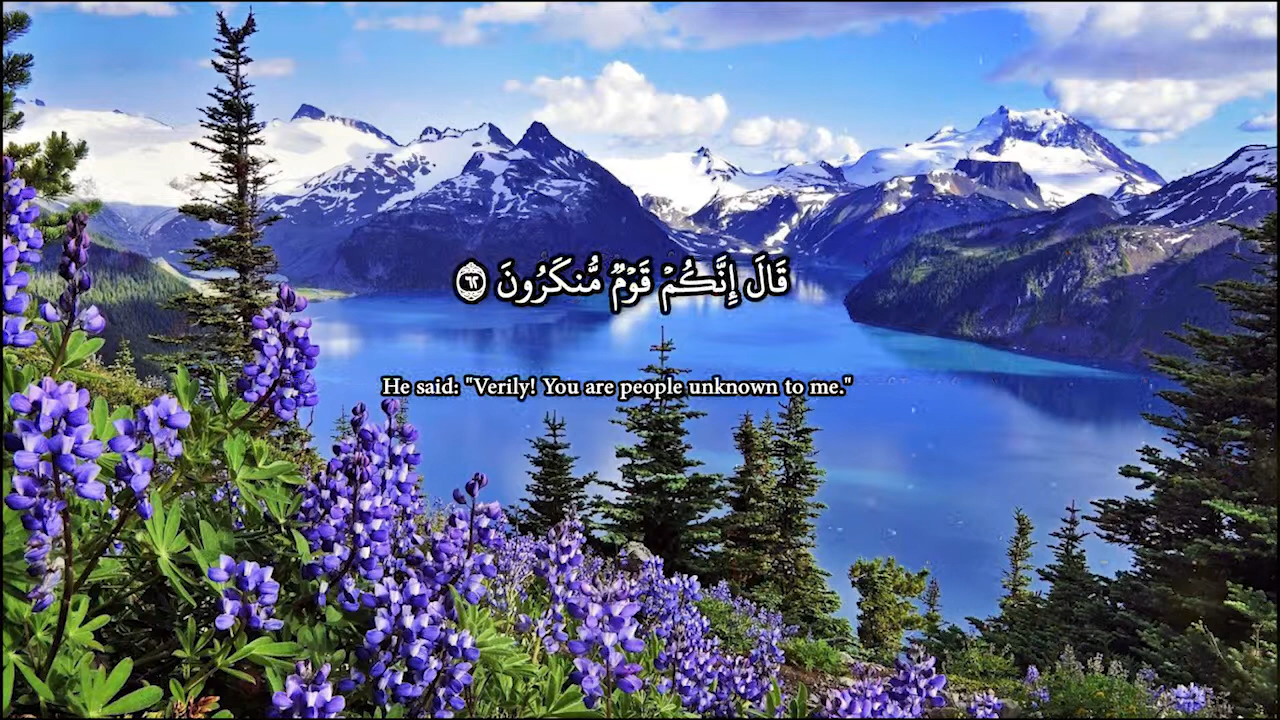 قَالَ إِنَّكُمْ قَوْمٌ مُّنكَرُونَ ٦٢
He said: "Verily! You are people unknown to me."